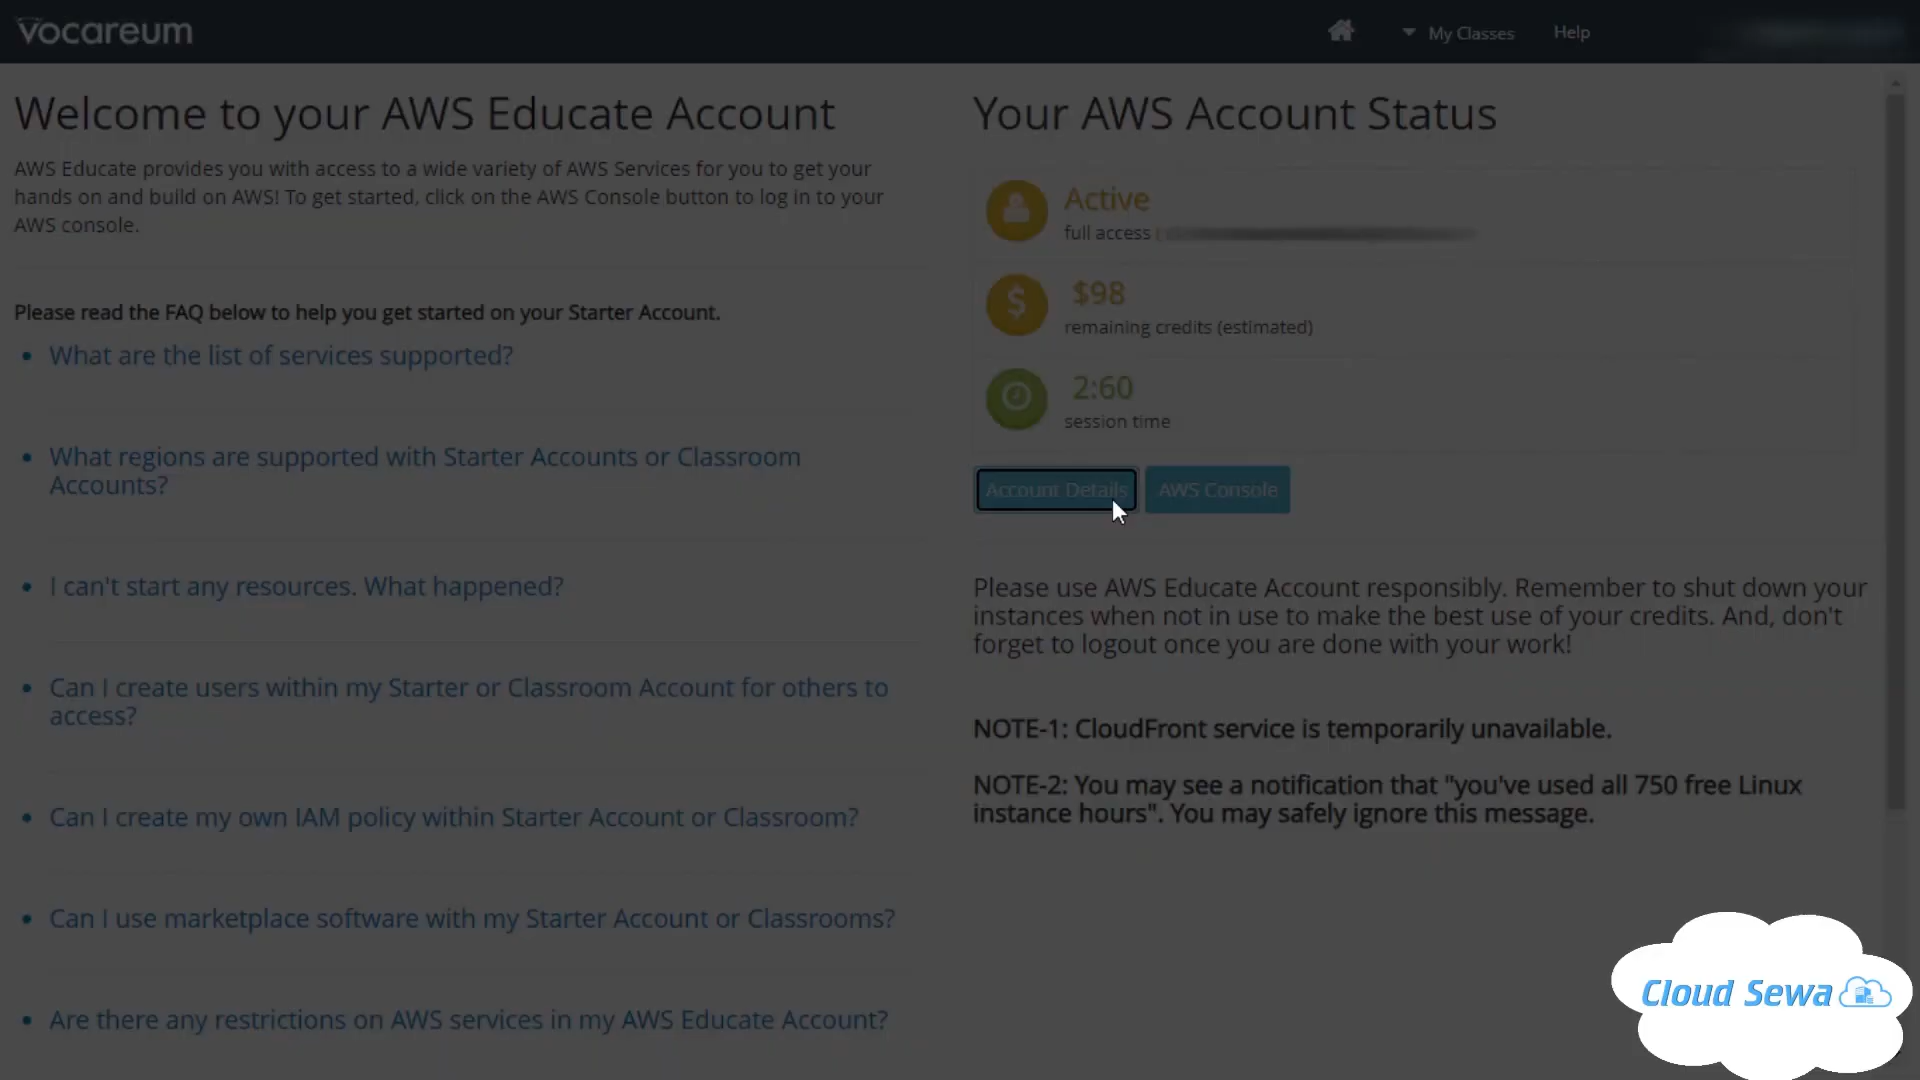 Vocareum
My Classes
Help
Welcome to your AWS Educate Account
AWS Educate provides you with access to a wide variety of AWS Services for you to get your
hands on and build on AWS! To get started, click on the AWS Console button to log in to your
AWS console.
Please read the FAQ below to help you get started on your Starter Account.
• What are the list of services supported?
• What regions are supported with Starter Accounts or Classroom
Accounts?
• I can't start any resources. What happened?
• Can I create users within my Starter or Classroom Account for others to
access?
• Can I create my own IAM policy within Starter Account or Classroom?
• Can I use marketplace software with my Starter Account or Classrooms?
• Are there any restrictions on AWS services in my AWS Educate Account?
Your AWS Account Status
Active
full access
$98
remaining credits (estimated)
2:60
session time
Account Details
AWS Console
Please use AWS Educate Account responsibly. Remember to shut down your
instances when not in use to make the best use of your credits. And, don't
forget to logout once you are done with your work!
NOTE-1: CloudFront service is temporarily unavailable.
NOTE-2: You may see a notification that "you've used all 750 free Linux
instance hours". You may safely ignore this message.
Cloud Sewa